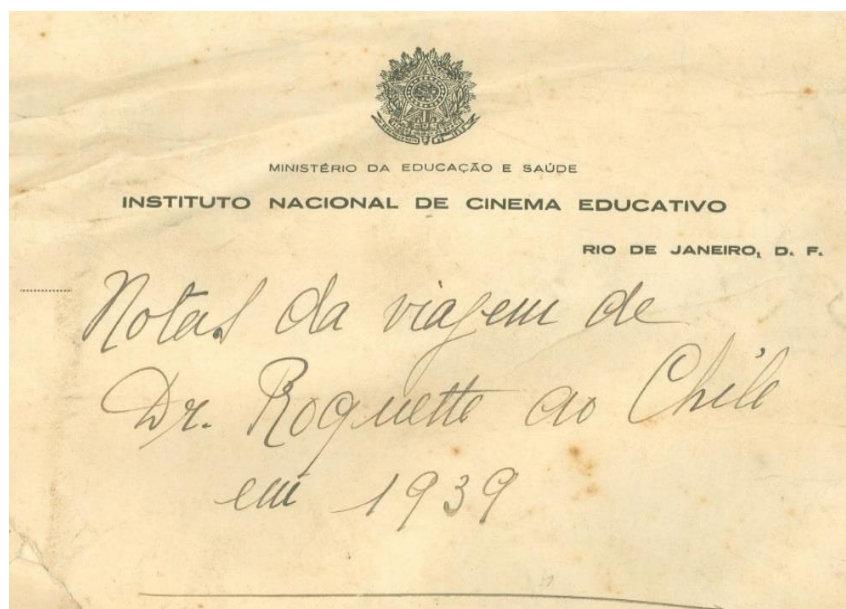 MINISTÉRIO DA EDUCAÇÃO E SAÚDE
INSTITUTO NACIONAL DE CINEMA EDUCATIVO
RIO DE JANEIRO, D. F.
Notas da viagem de
Dr. Roquette ao Chile
em 1939